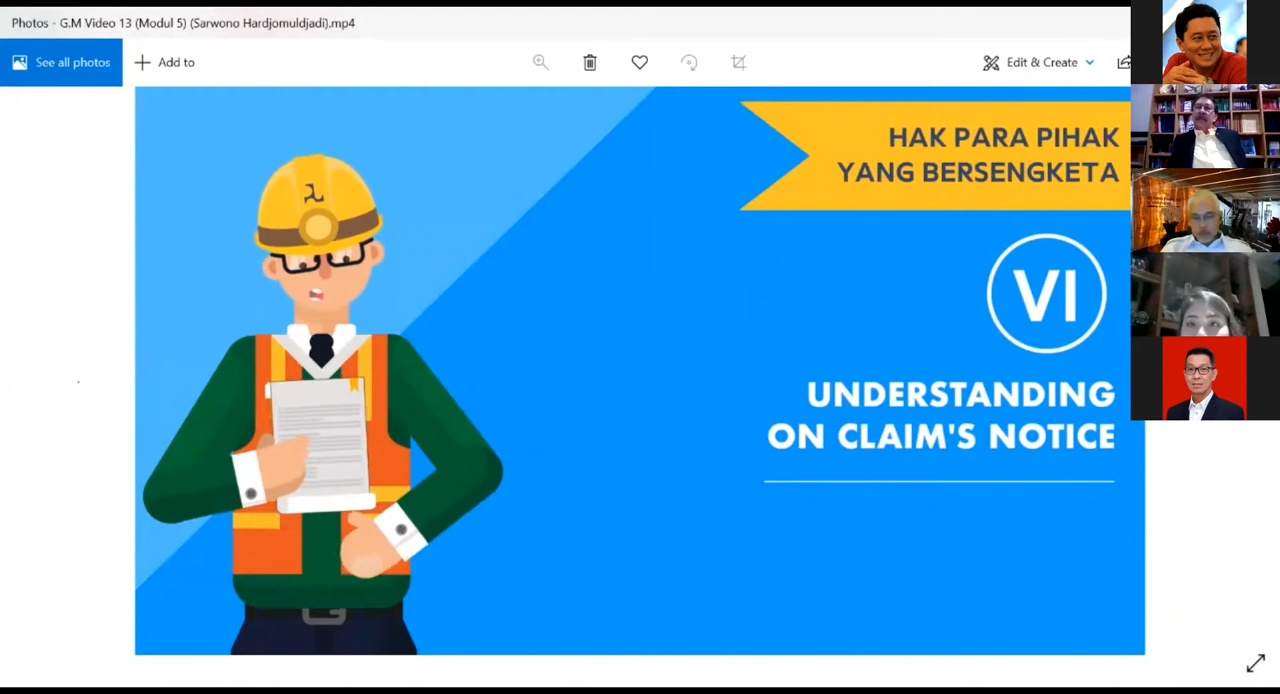 Photos - G.M Video 13 (Modul 5) (Sarwono Hardjomuldjadi).mp4
See all photos
Add to
Edit & Create
HAK PARA PIHAK
YANG BERSENGKETA
VI
UNDERSTANDING
ON CLAIM'S NOTICE